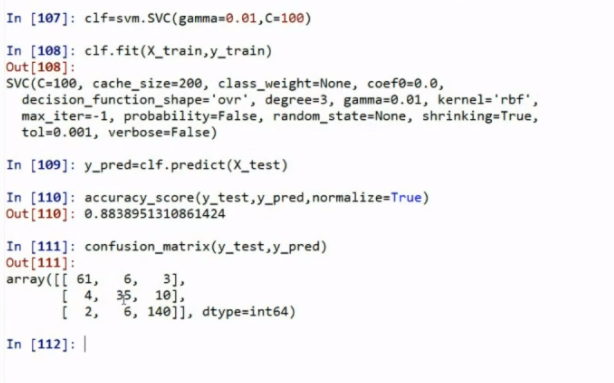 In [107]: clf=svm.SVC(gamma=0.01,C=100)
In [108]: clf.fit(X_train,y_train)
Out[108]:
SVC(C=100, cache_size=200, class_weight=None, coef0=0.0,
decision_function_shape='ovr', degree=3, gamma=0.01, kernel='rbf',
max_iter=-1, probability=False, random_state=None, shrinking=True,
tol=0.001, verbose=False)
In [109]: y_pred=clf.predict(X_test)
In [110]: accuracy_score(y_test,y_pred,normalize=True)
Out[110]: 0.8838951310861424
In [111]: confusion_matrix(y_test,y_pred)
Out[111]:
array([[ 61, 6, 3],
[ 4, 35, 10],
[ 2, 6, 140]], dtype=int64)
In [112]: